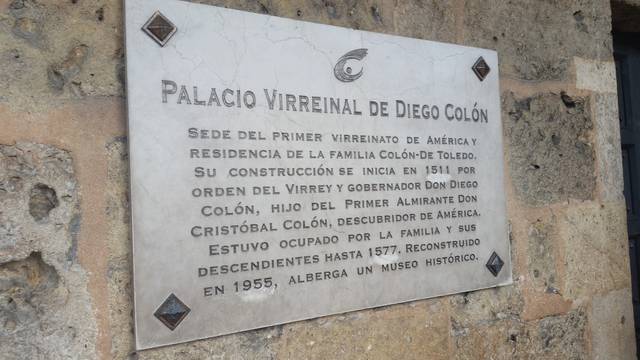 PALACIO VIRREINAL DE DIEGO COLÓN
SEDE DEL PRIMER VIRREINATO DE AMÉRICA Y
RESIDENCIA DE LA FAMILIA COLÓN-DE TOLEDO.
SU CONSTRUCCIÓN SE INICIA EN 1511 POR
ORDEN DEL VIRREY Y GOBERNADOR DON DIEGO
COLÓN, HIJO DEL PRIMER ALMIRANTE DON
CRISTÓBAL COLÓN, DESCUBRIDOR DE AMÉRICA.
ESTUVO OCUPADO POR LA FAMILIA Y SUS
DESCENDIENTES HASTA 1577. RECONSTRUIDO
EN 1955, ALBERGA UN MUSEO HISTÓRICO.